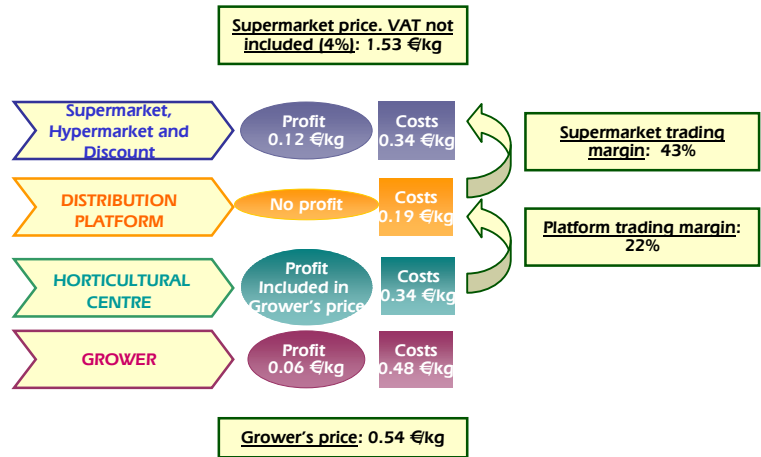 Supermarket price. VAT not
included (4%): 1.53 €/kg
Supermarket,
Hypermarket and
Discount
Profit
0.12 €/kg
Costs
0.34 €/kg
Supermarket trading
margin: 43%
DISTRIBUTION
PLATFORM
No profit
Costs
0.19 €/kg
Platform trading margin:
22%
HORTICULTURAL
CENTRE
Profit
Included in
Grower's price
Costs
0.34 €/kg
GROWER
Profit
0.06 €/kg
Costs
0.48 €/kg
Grower's price: 0.54 €/kg